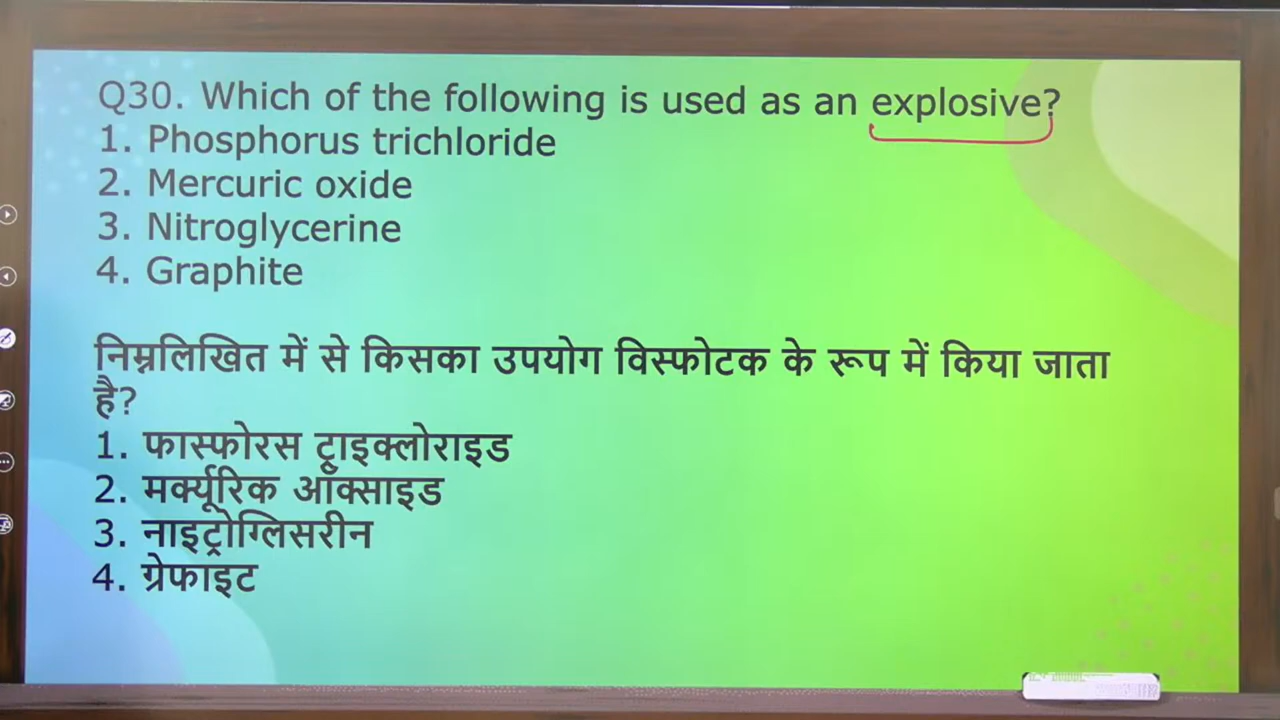 Q30. Which of the following is used as an explosive?
1. Phosphorus trichloride
2. Mercuric oxide
3. Nitroglycerine
4. Graphite
निम्नलिखित में से किसका उपयोग विस्फोटक के रूप में किया जाता
है?
1. फास्फोरस ट्राइक्लोराइड
2. मर्क्यूरिक ऑक्साइड
3. नाइट्रोग्लिसरीन
4. ग्रेफाइट